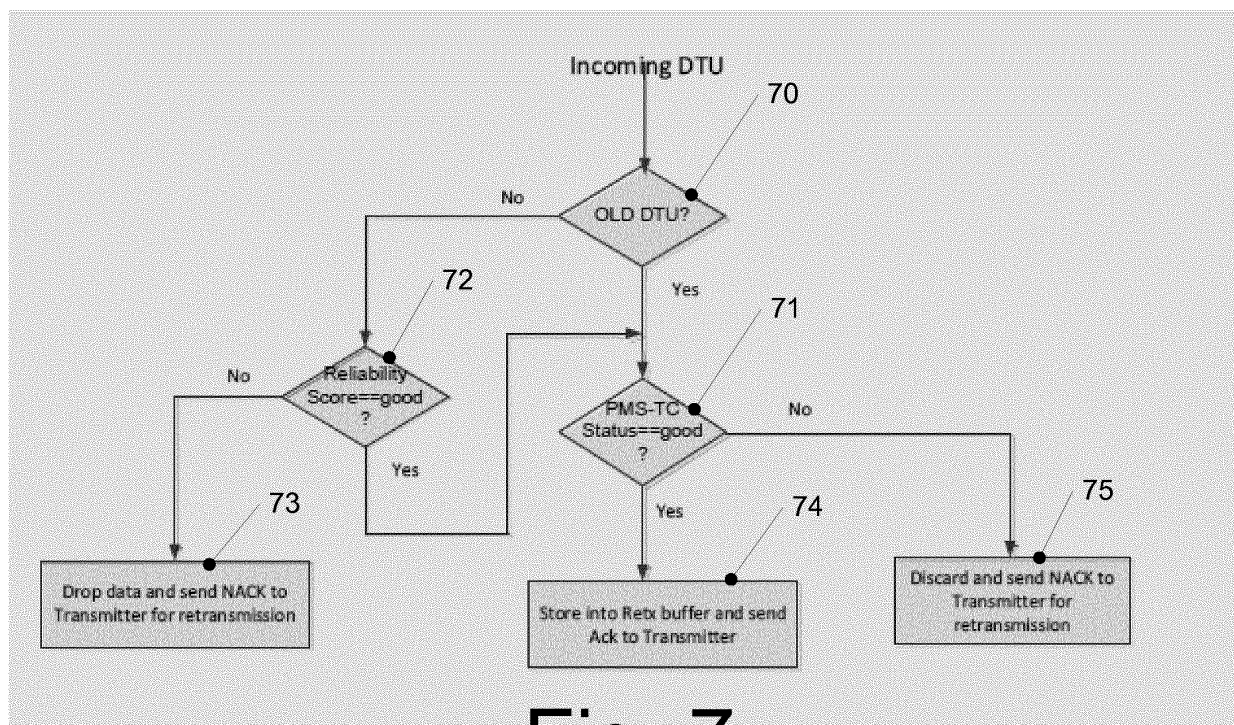 Incoming DTU
70
OLD DTU?
No
Yes
72
71
Reliability
Score==good
?
No
Yes
PMS-TC
Status==good
?
No
Yes
73
74
75
Drop data and send NACK to
Transmitter for retransmission
Store into Retx buffer and send
Ack to Transmitter
Discard and send NACK to
Transmitter for
retransmission
Fig. 7